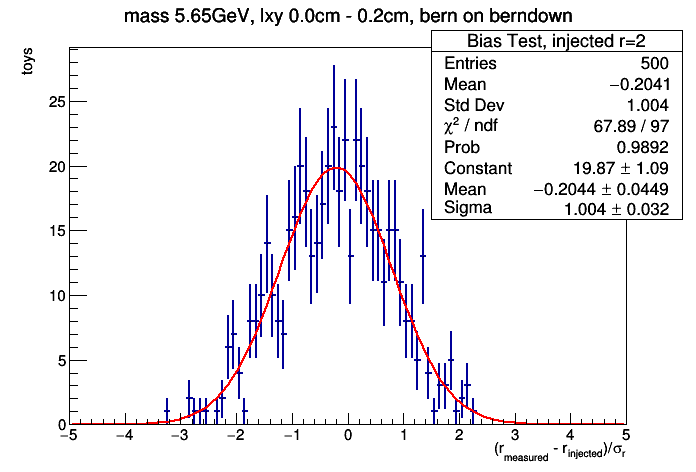 mass 5.65GeV, lxy 0.0cm - 0.2cm, bern on berndown
Bias Test, injected r=2
Entries 500
Mean −0.2041
Std Dev 1.004
χ² / ndf 67.89 / 97
Prob 0.9892
Constant 19.87 ± 1.09
Mean −0.2044 ± 0.0449
Sigma 1.004 ± 0.032
toys
25
20
15
10
5
0
−5 −4 −3 −2 −1 0 1 2 3 4 5
(r_measured - r_injected)/σ_r